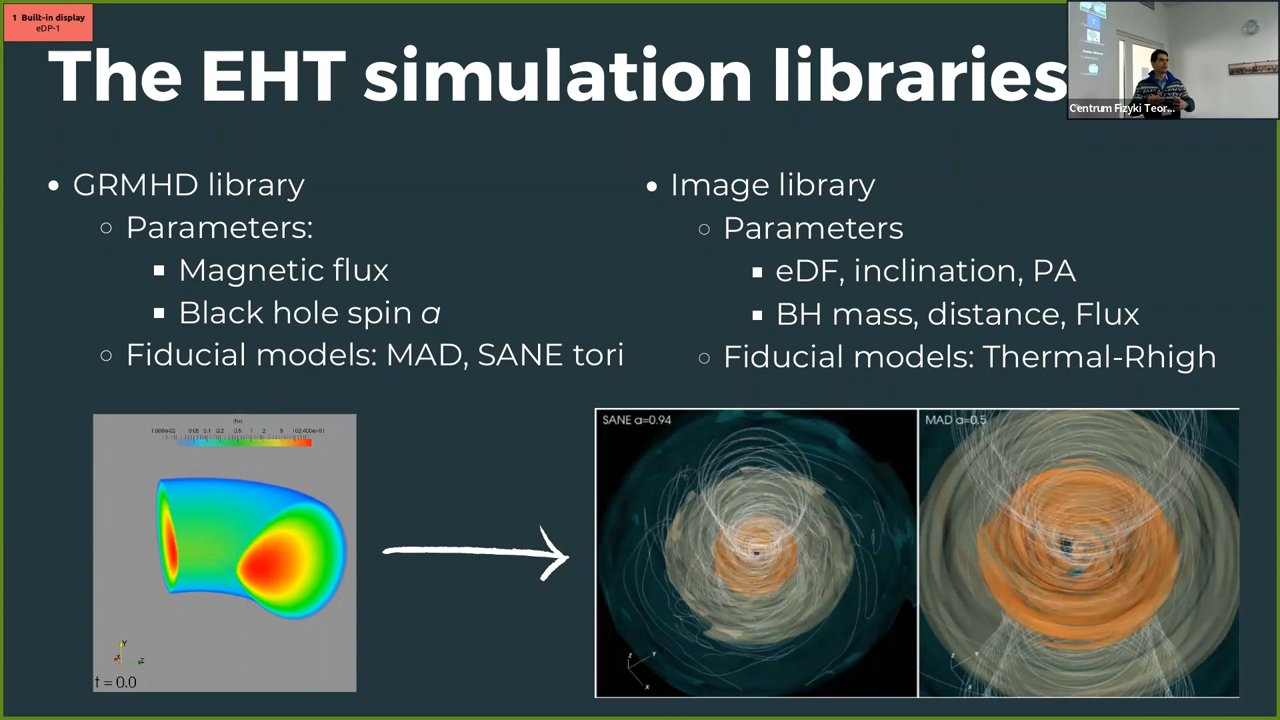 1 Built-in display
eDP-1
The EHT simulation libraries
Centrum Fizyki Teor...
• GRMHD library
○ Parameters:
▪ Magnetic flux
▪ Black hole spin a
○ Fiducial models: MAD, SANE tori
• Image library
○ Parameters
▪ eDF, inclination, PA
▪ BH mass, distance, Flux
○ Fiducial models: Thermal-Rhigh
rho
t = 0.0
SANE a=0.94
MAD a=0.5